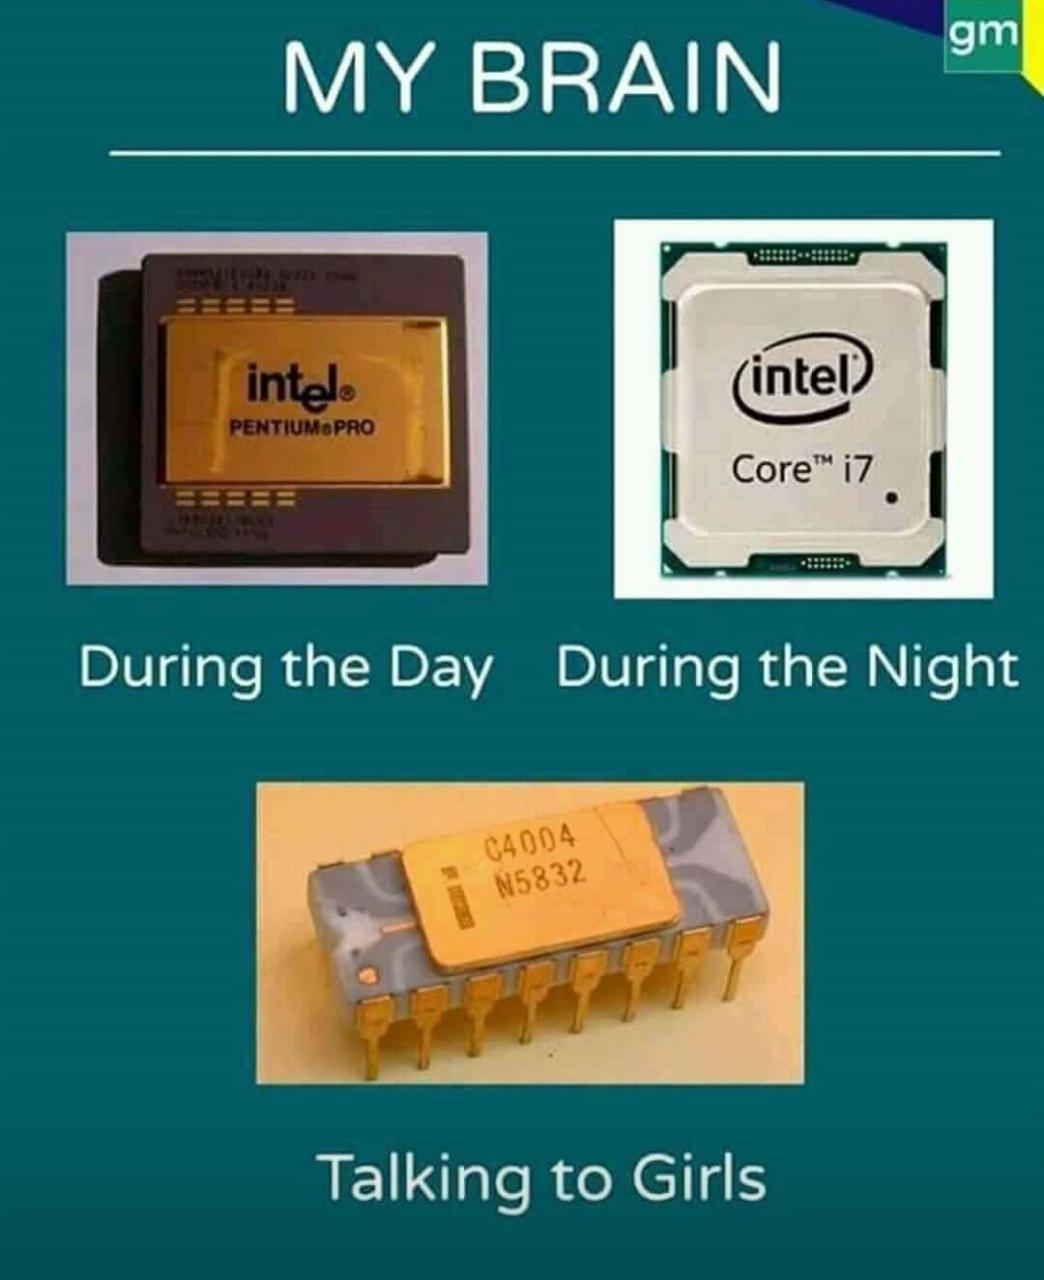 gm
MY BRAIN
intel®
PENTIUM®PRO
intel®
Core™ i7
During the Day
During the Night
C4004
N5832
Talking to Girls